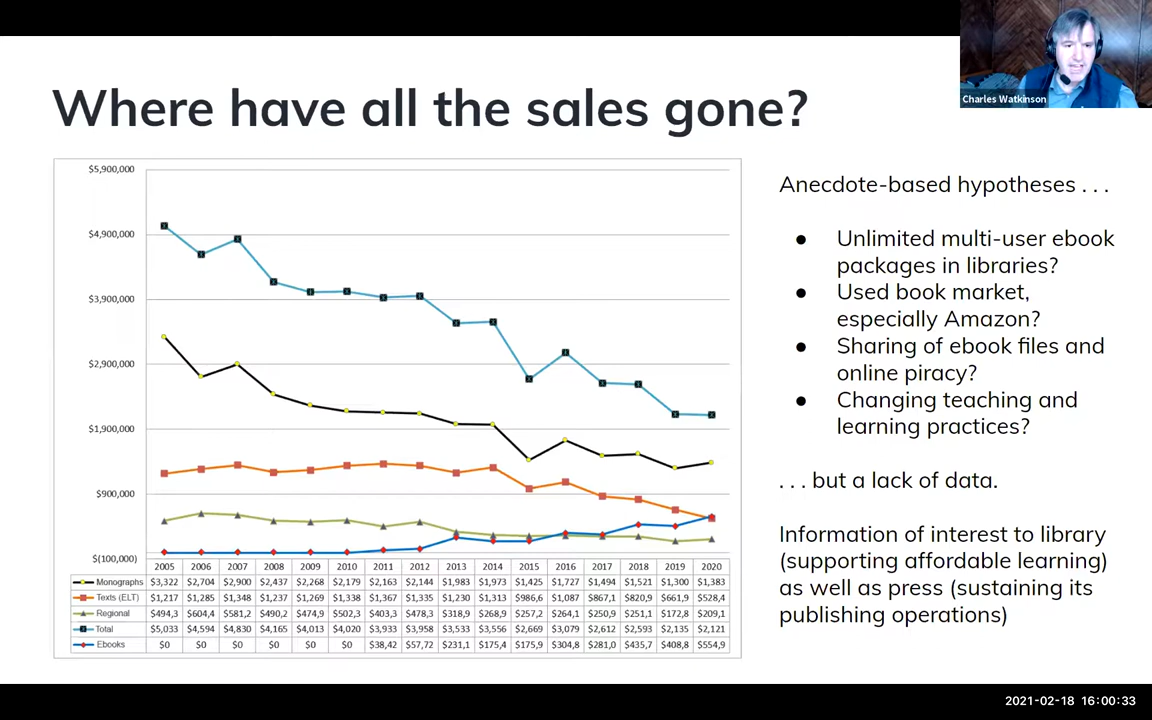 Charles Watkinson
Where have all the sales gone?
$5,900,000
$4,900,000
$3,900,000
$2,900,000
$1,900,000
$900,000
$(100,000)
2005 2006 2007 2008 2009 2010 2011 2012 2013 2014 2015 2016 2017 2018 2019 2020
Monographs $3,322 $2,704 $2,900 $2,437 $2,268 $2,179 $2,163 $2,144 $1,983 $1,973 $1,425 $1,727 $1,494 $1,521 $1,300 $1,383
Texts (ELT) $1,217 $1,285 $1,348 $1,237 $1,269 $1,338 $1,367 $1,335 $1,230 $1,313 $986,6 $1,087 $867,1 $820,9 $661,9 $528,4
Regional $494,3 $604,4 $581,2 $490,2 $474,9 $502,3 $403,3 $478,3 $318,9 $268,9 $257,2 $264,1 $250,9 $251,1 $172,8 $209,1
Total $5,033 $4,594 $4,830 $4,165 $4,013 $4,020 $3,933 $3,958 $3,533 $3,556 $2,669 $3,079 $2,612 $2,593 $2,135 $2,121
Ebooks $0 $0 $0 $0 $0 $0 $38,42 $57,72 $231,1 $175,4 $175,9 $304,8 $281,0 $435,7 $408,8 $554,9
Anecdote-based hypotheses . . .
● Unlimited multi-user ebook
packages in libraries?
● Used book market,
especially Amazon?
● Sharing of ebook files and
online piracy?
● Changing teaching and
learning practices?
. . . but a lack of data.
Information of interest to library
(supporting affordable learning)
as well as press (sustaining its
publishing operations)
2021-02-18 16:00:33